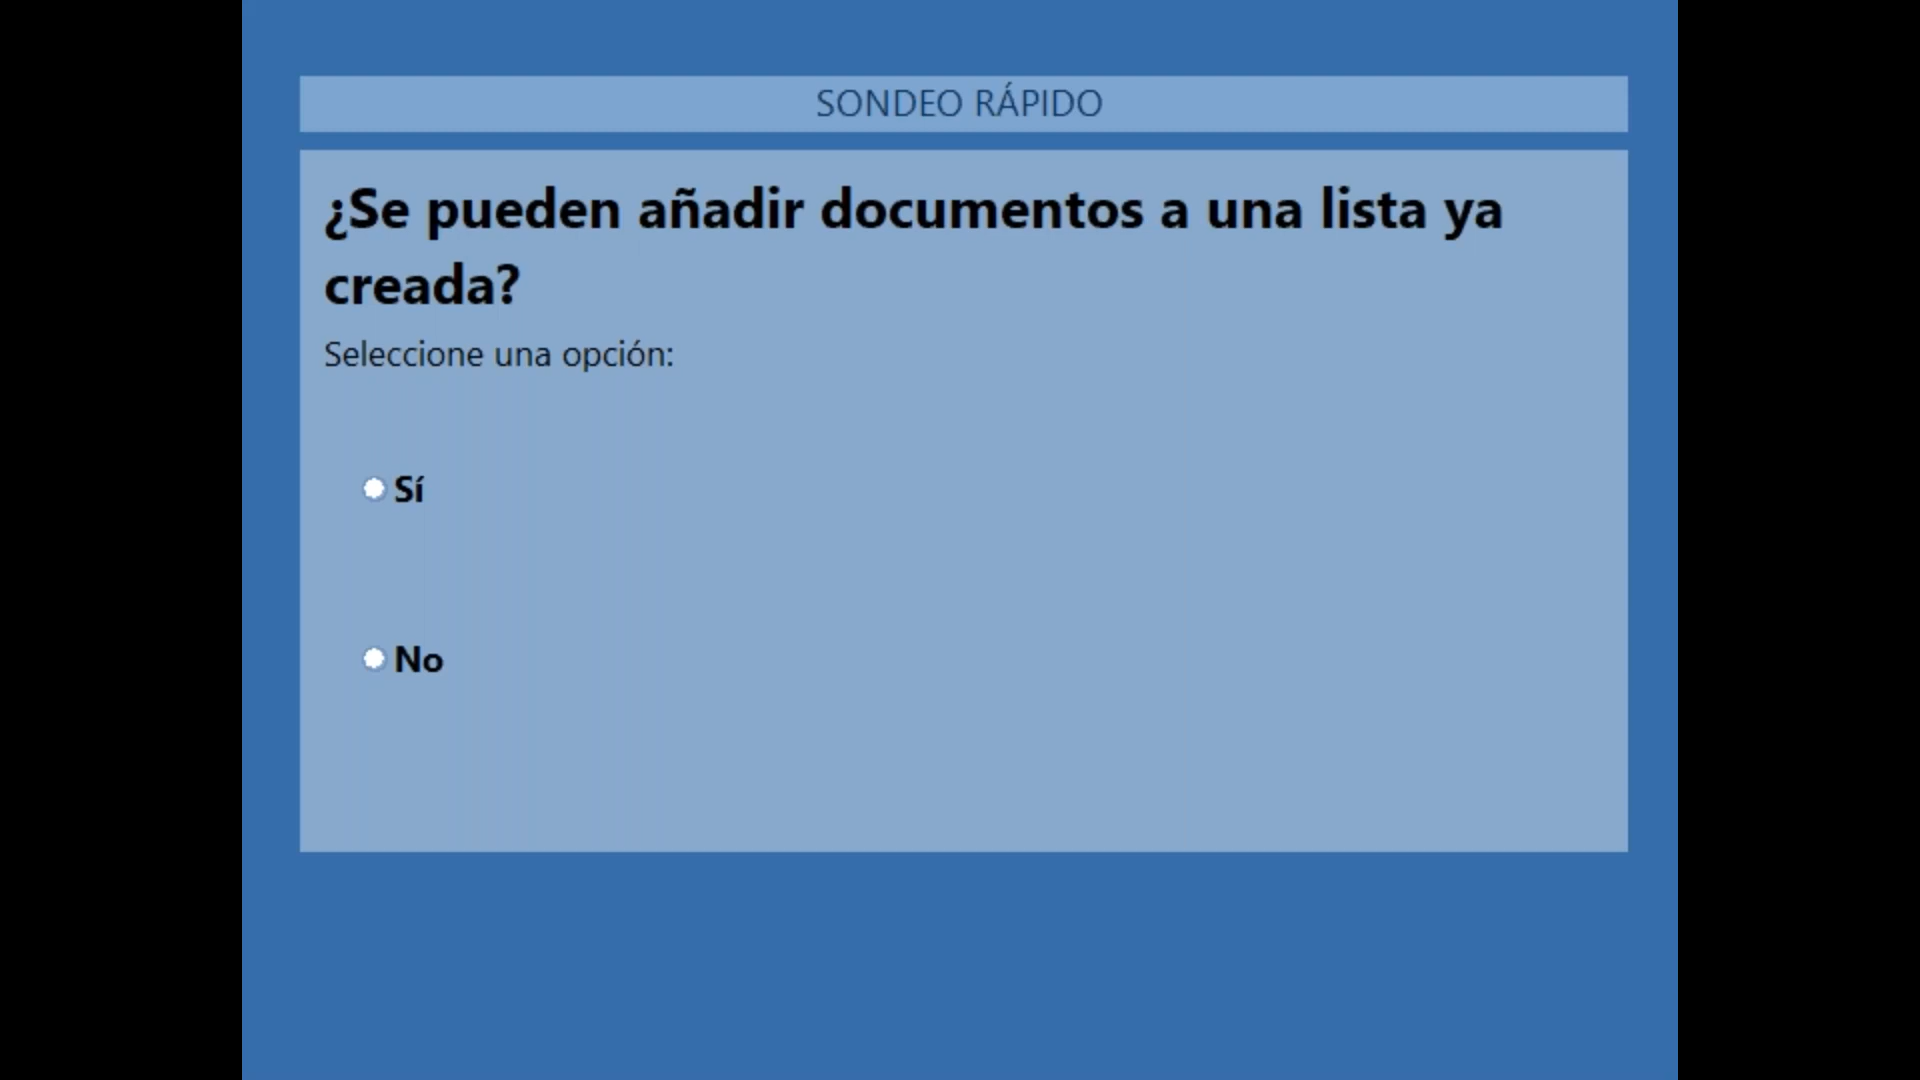 SONDEO RÁPIDO
¿Se pueden añadir documentos a una lista ya
creada?
Seleccione una opción:
Sí
No